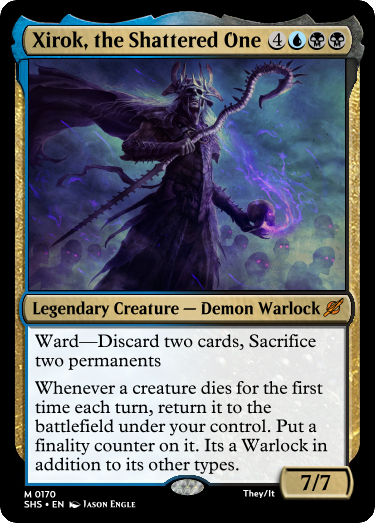 Xirok, the Shattered One 4
Legendary Creature — Demon Warlock
Ward—Discard two cards, Sacrifice
two permanents
Whenever a creature dies for the first
time each turn, return it to the
battlefield under your control. Put a
finality counter on it. Its a Warlock in
addition to its other types.
7/7
M 0170
SHS • EN Jason Engle
They/It